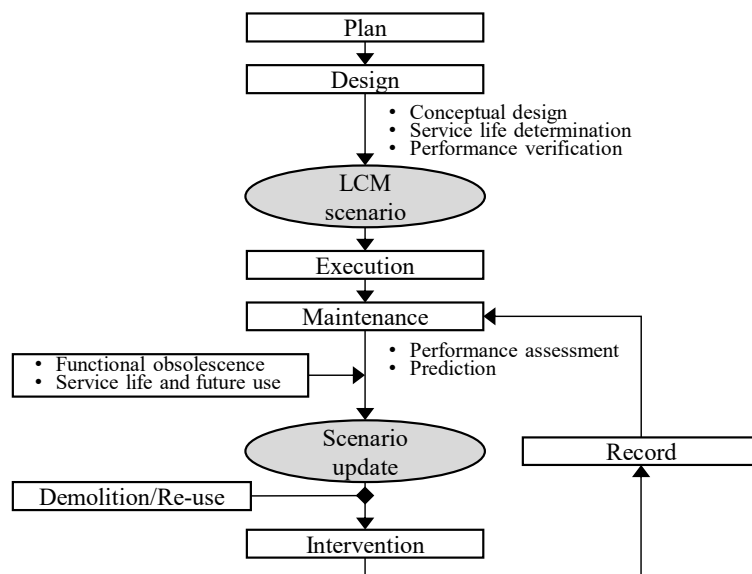 Plan
Design
• Conceptual design
• Service life determination
• Performance verification
LCM
scenario
Execution
Maintenance
• Performance assessment
• Prediction
• Functional obsolescence
• Service life and future use
Scenario
update
Record
Demolition/Re-use
Intervention